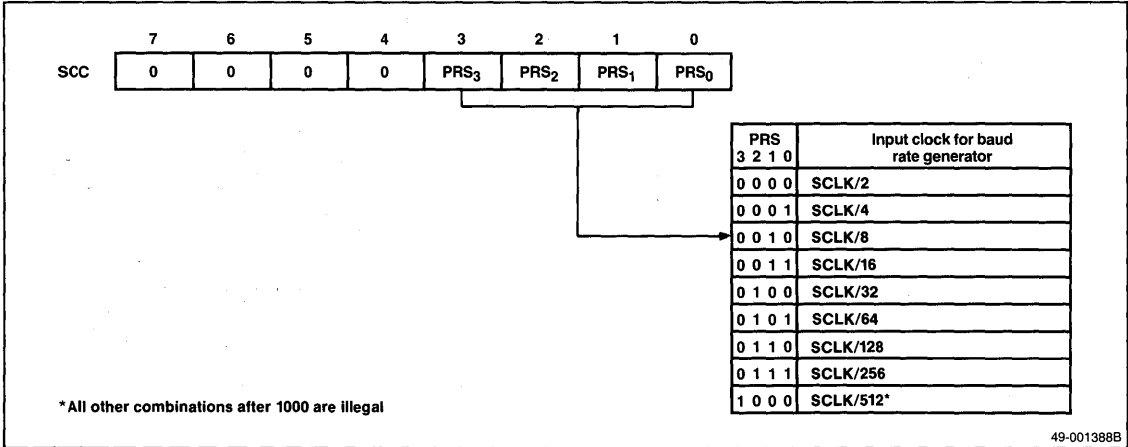 7 6 5 4 3 2 1 0
SCC 0 0 0 0 PRS3 PRS2 PRS1 PRS0
PRS Input clock for baud
3 2 1 0 rate generator
0 0 0 0 SCLK/2
0 0 0 1 SCLK/4
0 0 1 0 SCLK/8
0 0 1 1 SCLK/16
0 1 0 0 SCLK/32
0 1 0 1 SCLK/64
0 1 1 0 SCLK/128
0 1 1 1 SCLK/256
1 0 0 0 SCLK/512*
*All other combinations after 1000 are illegal
49-001388B